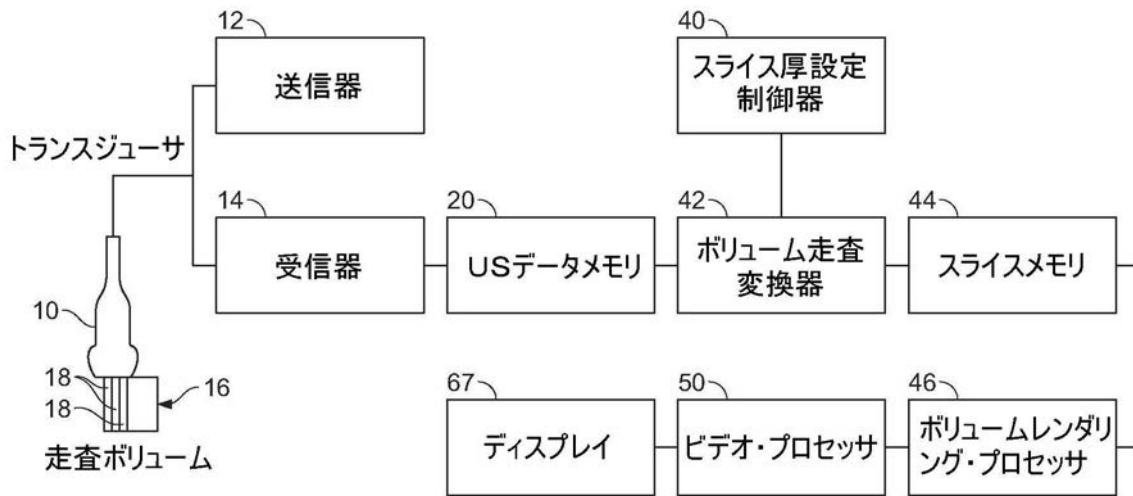 12
送信器
40
スライス厚設定
制御器
トランスジューサ
14
受信器
20
USデータメモリ
42
ボリューム走査
変換器
44
スライスメモリ
10
18
18
16
走査ボリューム
67
ディスプレイ
50
ビデオ・プロセッサ
46
ボリュームレンダリ
ング・プロセッサ